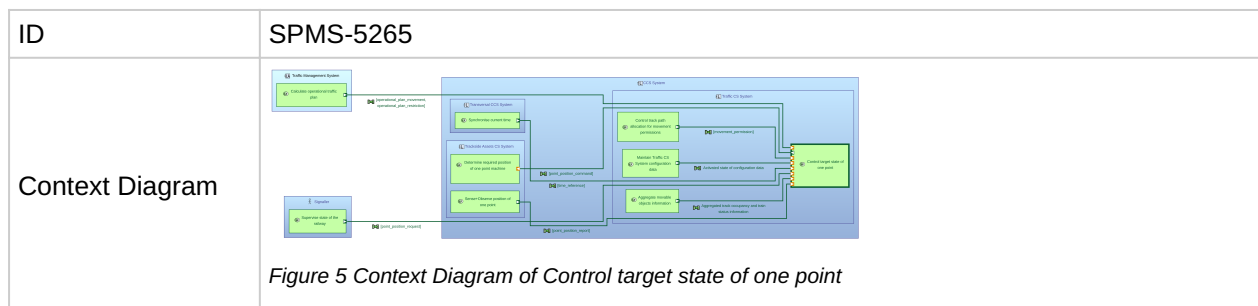 ID
SPMS-5265
Context Diagram
Traffic Management System
Calculate operational traffic
plan
[operational_plan_movement,
operational_plan_restriction]
CCS System
Transversal CCS System
Synchronise current time
Trackside Assets CS System
Determine required position
of one point machine
Sense/Observe position of
one point
[point_position_command]
[time_reference]
[point_position_report]
Traffic CS System
Control track path
allocation for movement
permissions
[movement_permission]
Maintain Traffic CS
System configuration
data
Activated state of configuration data
Aggregate movable
objects information
Aggregated track occupancy and train
status information
Control target state of
one point
Signaller
Supervise state of the
railway
[point_position_request]
Figure 5 Context Diagram of Control target state of one point